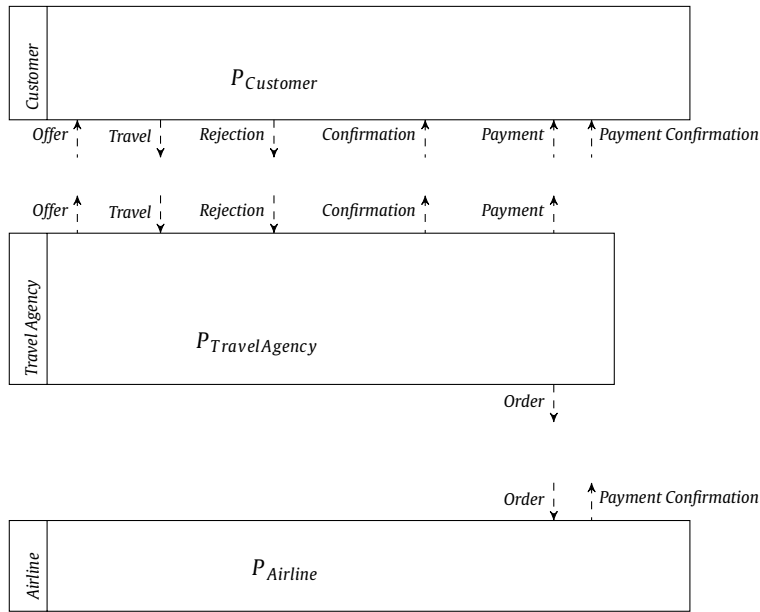 Customer
P_Customer
Offer Travel Rejection Confirmation Payment Payment Confirmation
Offer Travel Rejection Confirmation Payment
Travel Agency
P_TravelAgency
Order
Order Payment Confirmation
Airline
P_Airline